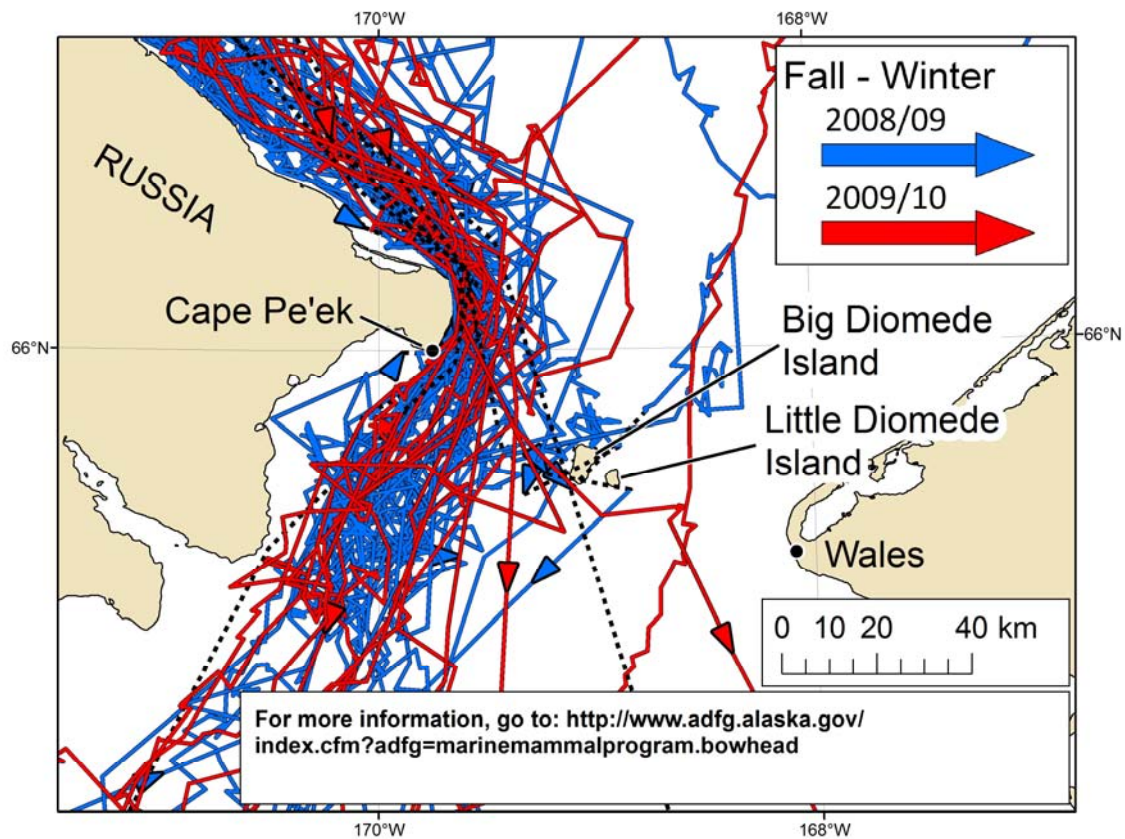 170°W
168°W
Fall - Winter
2008/09
2009/10
RUSSIA
Cape Pe'ek
Big Diomede
Island
66°N
66°N
Little Diomede
Island
Wales
0 10 20 40 km
For more information, go to: http://www.adfg.alaska.gov/
index.cfm?adfg=marinemammalprogram.bowhead
170°W
168°W